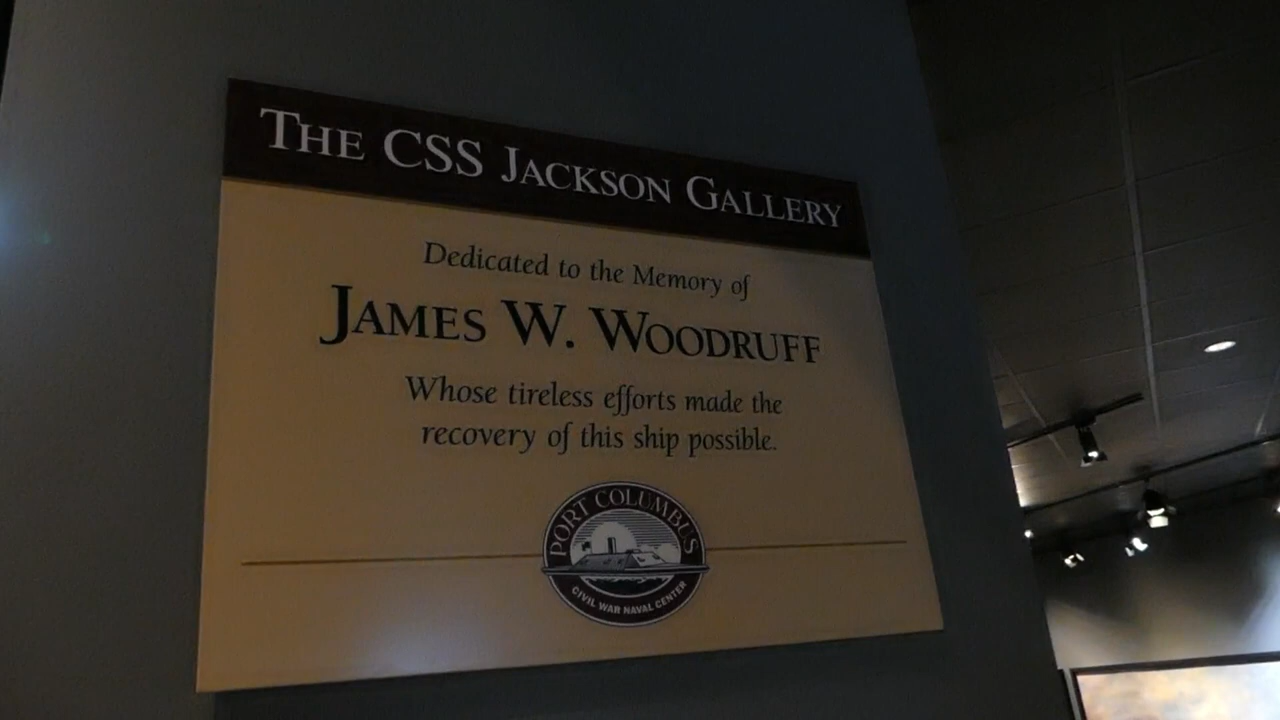 THE CSS JACKSON GALLERY
Dedicated to the Memory of
JAMES W. WOODRUFF
Whose tireless efforts made the
recovery of this ship possible.
PORT COLUMBUS
CIVIL WAR NAVAL CENTER